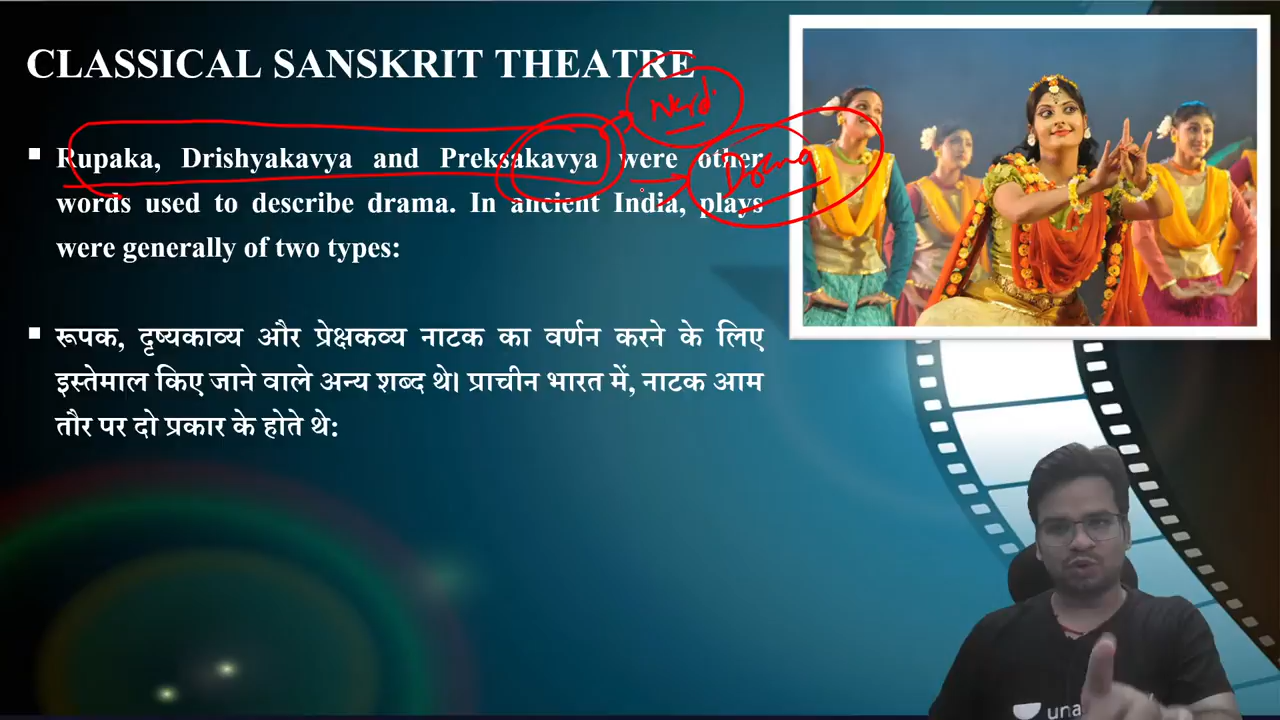 CLASSICAL SANSKRIT THEATRE
▪ Rupaka, Drishyakavya and Preksakavya were other
words used to describe drama. In ancient India, plays
were generally of two types:
▪ रूपक, दृष्यकाव्य और प्रेक्षकव्य नाटक का वर्णन करने के लिए
इस्तेमाल किए जाने वाले अन्य शब्द थे। प्राचीन भारत में, नाटक आम
तौर पर दो प्रकार के होते थे:
Word
Drama
una